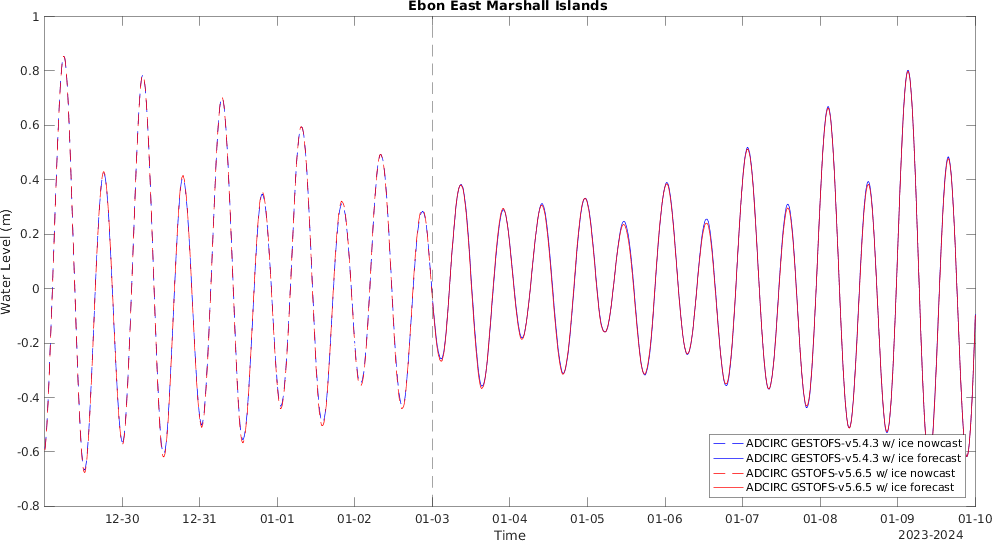 Ebon East Marshall Islands
Water Level (m)
1
0.8
0.6
0.4
0.2
0
-0.2
-0.4
-0.6
-0.8
ADCIRC GESTOFS-v5.4.3 w/ ice nowcast
ADCIRC GESTOFS-v5.4.3 w/ ice forecast
ADCIRC GSTOFS-v5.6.5 w/ ice nowcast
ADCIRC GSTOFS-v5.6.5 w/ ice forecast
12-30 12-31 01-01 01-02 01-03 01-04 01-05 01-06 01-07 01-08 01-09 01-10
Time
2023-2024